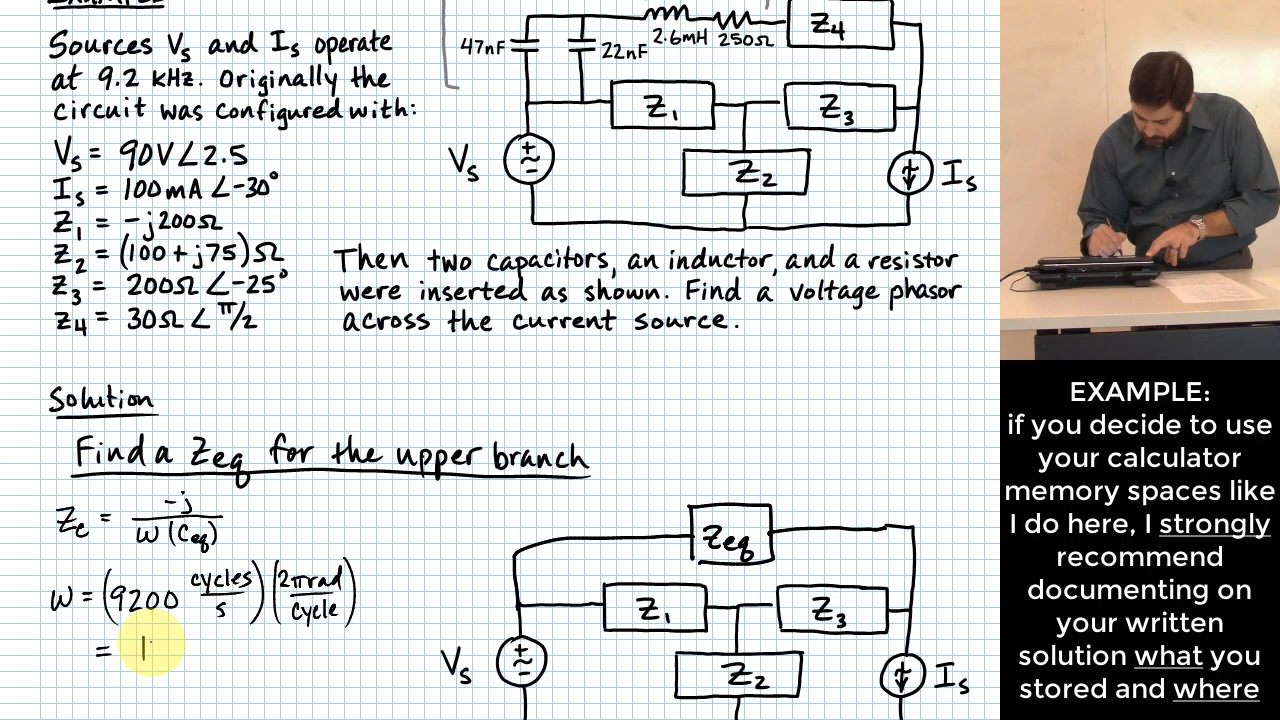 EXAMPLE
Sources Vs and Is operate
at 9.2 kHz. Originally the
circuit was configured with:
Vs = 90V∠2.5
Is = 100mA∠-30°
Z1 = -j200Ω
Z2 = (100+j75)Ω
Z3 = 200Ω∠-25°
Z4 = 30Ω∠π/2
47nF
22nF
2.6mH
250Ω
Z4
Z1
Z3
Vs
+
Z2
Is
Then two capacitors, an inductor, and a resistor
were inserted as shown. Find a voltage phasor
across the current source.
Solution
Find a Zeq for the upper branch
Zc = -j / ω(Ceq)
ω = (9200 cycles/s)(2πrad/cycle)
=
Zeq
Z1
Z3
Vs
+
Z2
Is
EXAMPLE:
if you decide to use
your calculator
memory spaces like
I do here, I strongly
recommend
documenting on
your written
solution what you
stored and where